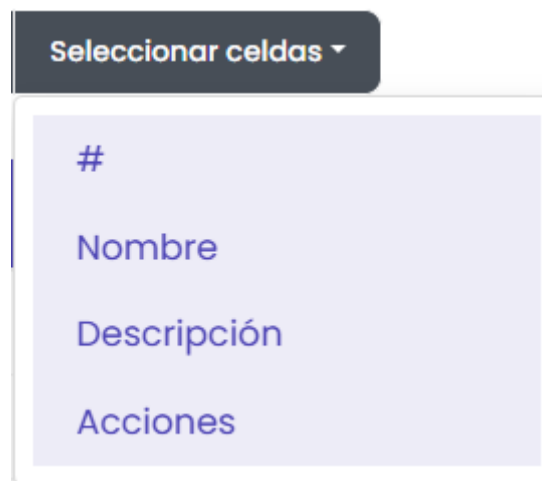 Seleccionar celdas
#
Nombre
Descripción
Acciones